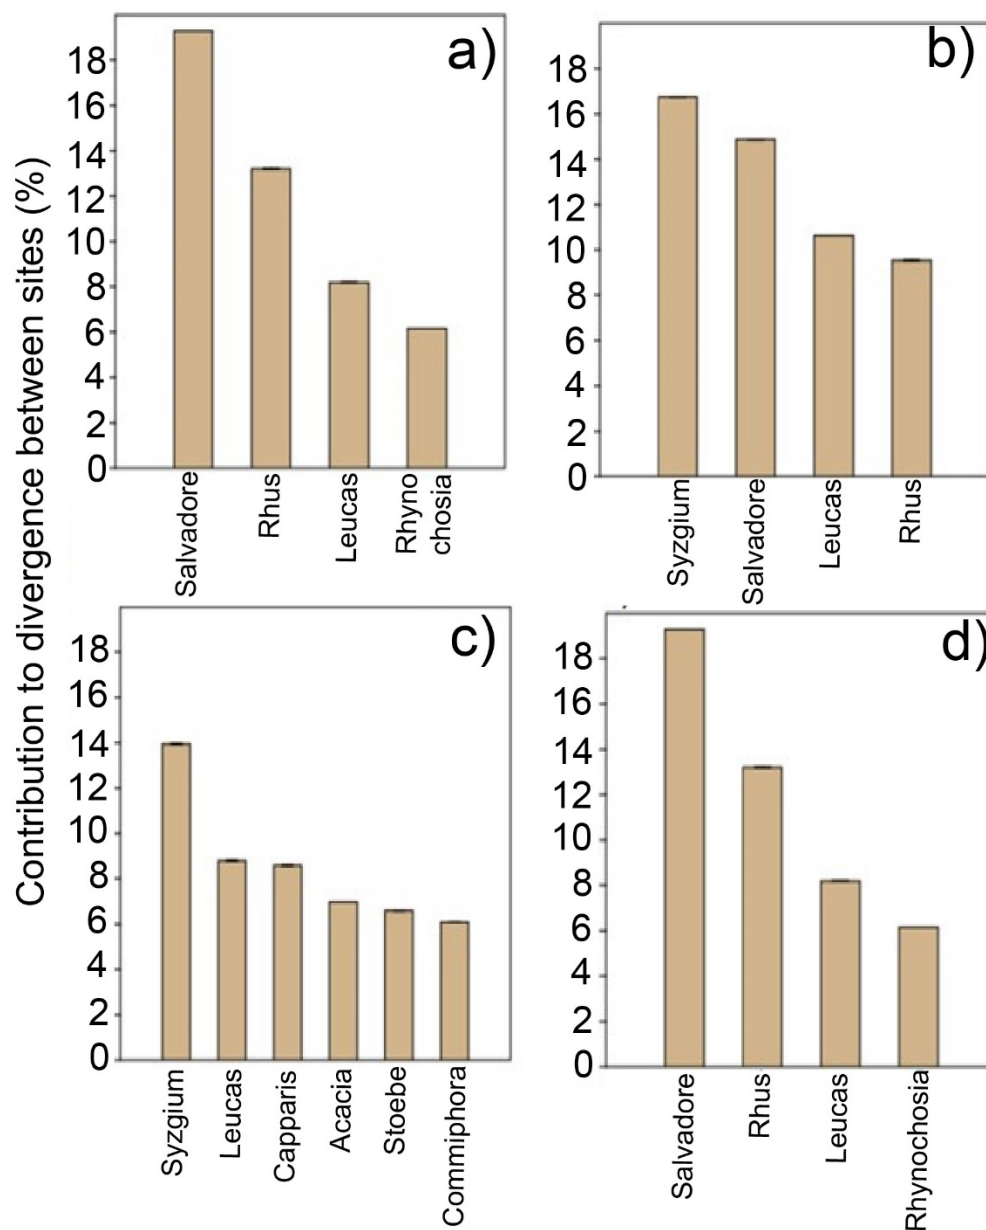 Contribution to divergence between sites (%)
a)
18
16
14
12
10
8
6
4
2
0
Salvadore
Rhus
Leucas
Rhyno
chosia
b)
18
16
14
12
10
8
6
4
2
0
Syzgium
Salvadore
Leucas
Rhus
c)
18
16
14
12
10
8
6
4
2
0
Syzgium
Leucas
Capparis
Acacia
Stoebe
Commiphora
d)
18
16
14
12
10
8
6
4
2
0
Salvadore
Rhus
Leucas
Rhynochosia